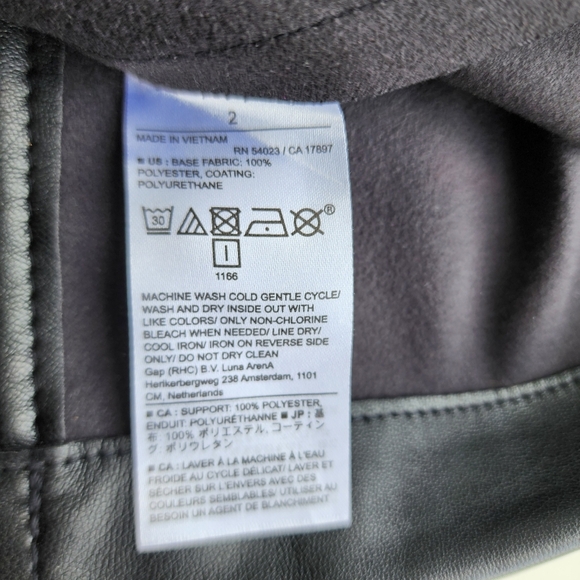 2
MADE IN VIETNAM
RN 54023 / CA 17897
US : BASE FABRIC: 100%
POLYESTER, COATING:
POLYURETHANE
30
®
1166
MACHINE WASH COLD GENTLE CYCLE/
WASH AND DRY INSIDE OUT WITH
LIKE COLORS/ ONLY NON-CHLORINE
BLEACH WHEN NEEDED/ LINE DRY/
COOL IRON/ IRON ON REVERSE SIDE
ONLY/ DO NOT DRY CLEAN
Gap (RHC) B.V. Luna ArenA
Herikerbergweg 238 Amsterdam, 1101
CM, Netherlands
CA : SUPPORT: 100% POLYESTER,
ENDUIT: POLYURÉTHANNE ■ JP : 基
布: 100% ポリエステル, コーティン
グ: ポリウレタン
CA : LAVER À LA MACHINE À L'EAU
FROIDE AU CYCLE DÉLICAT/ LAVER ET
SÉCHER SUR L'ENVERS AVEC DES
COULEURS SEMBLABLES/ UTILISER AU
BESOIN UN AGENT DE BLANCHIMENT